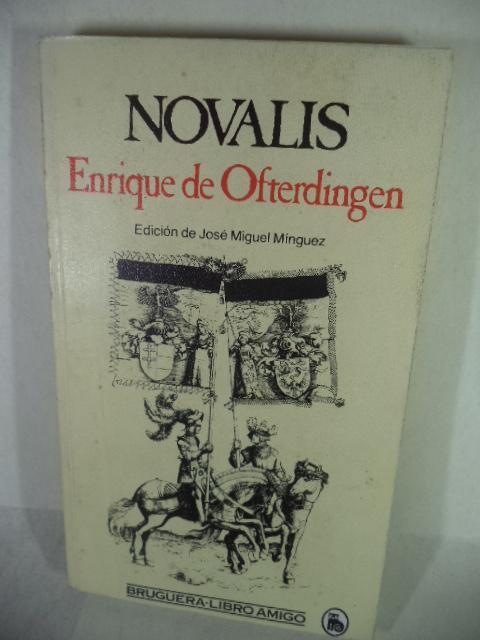 NOVALIS
Enrique de Ofterdingen
Edición de José Miguel Mínguez
BRUGUERA-LIBRO AMIGO